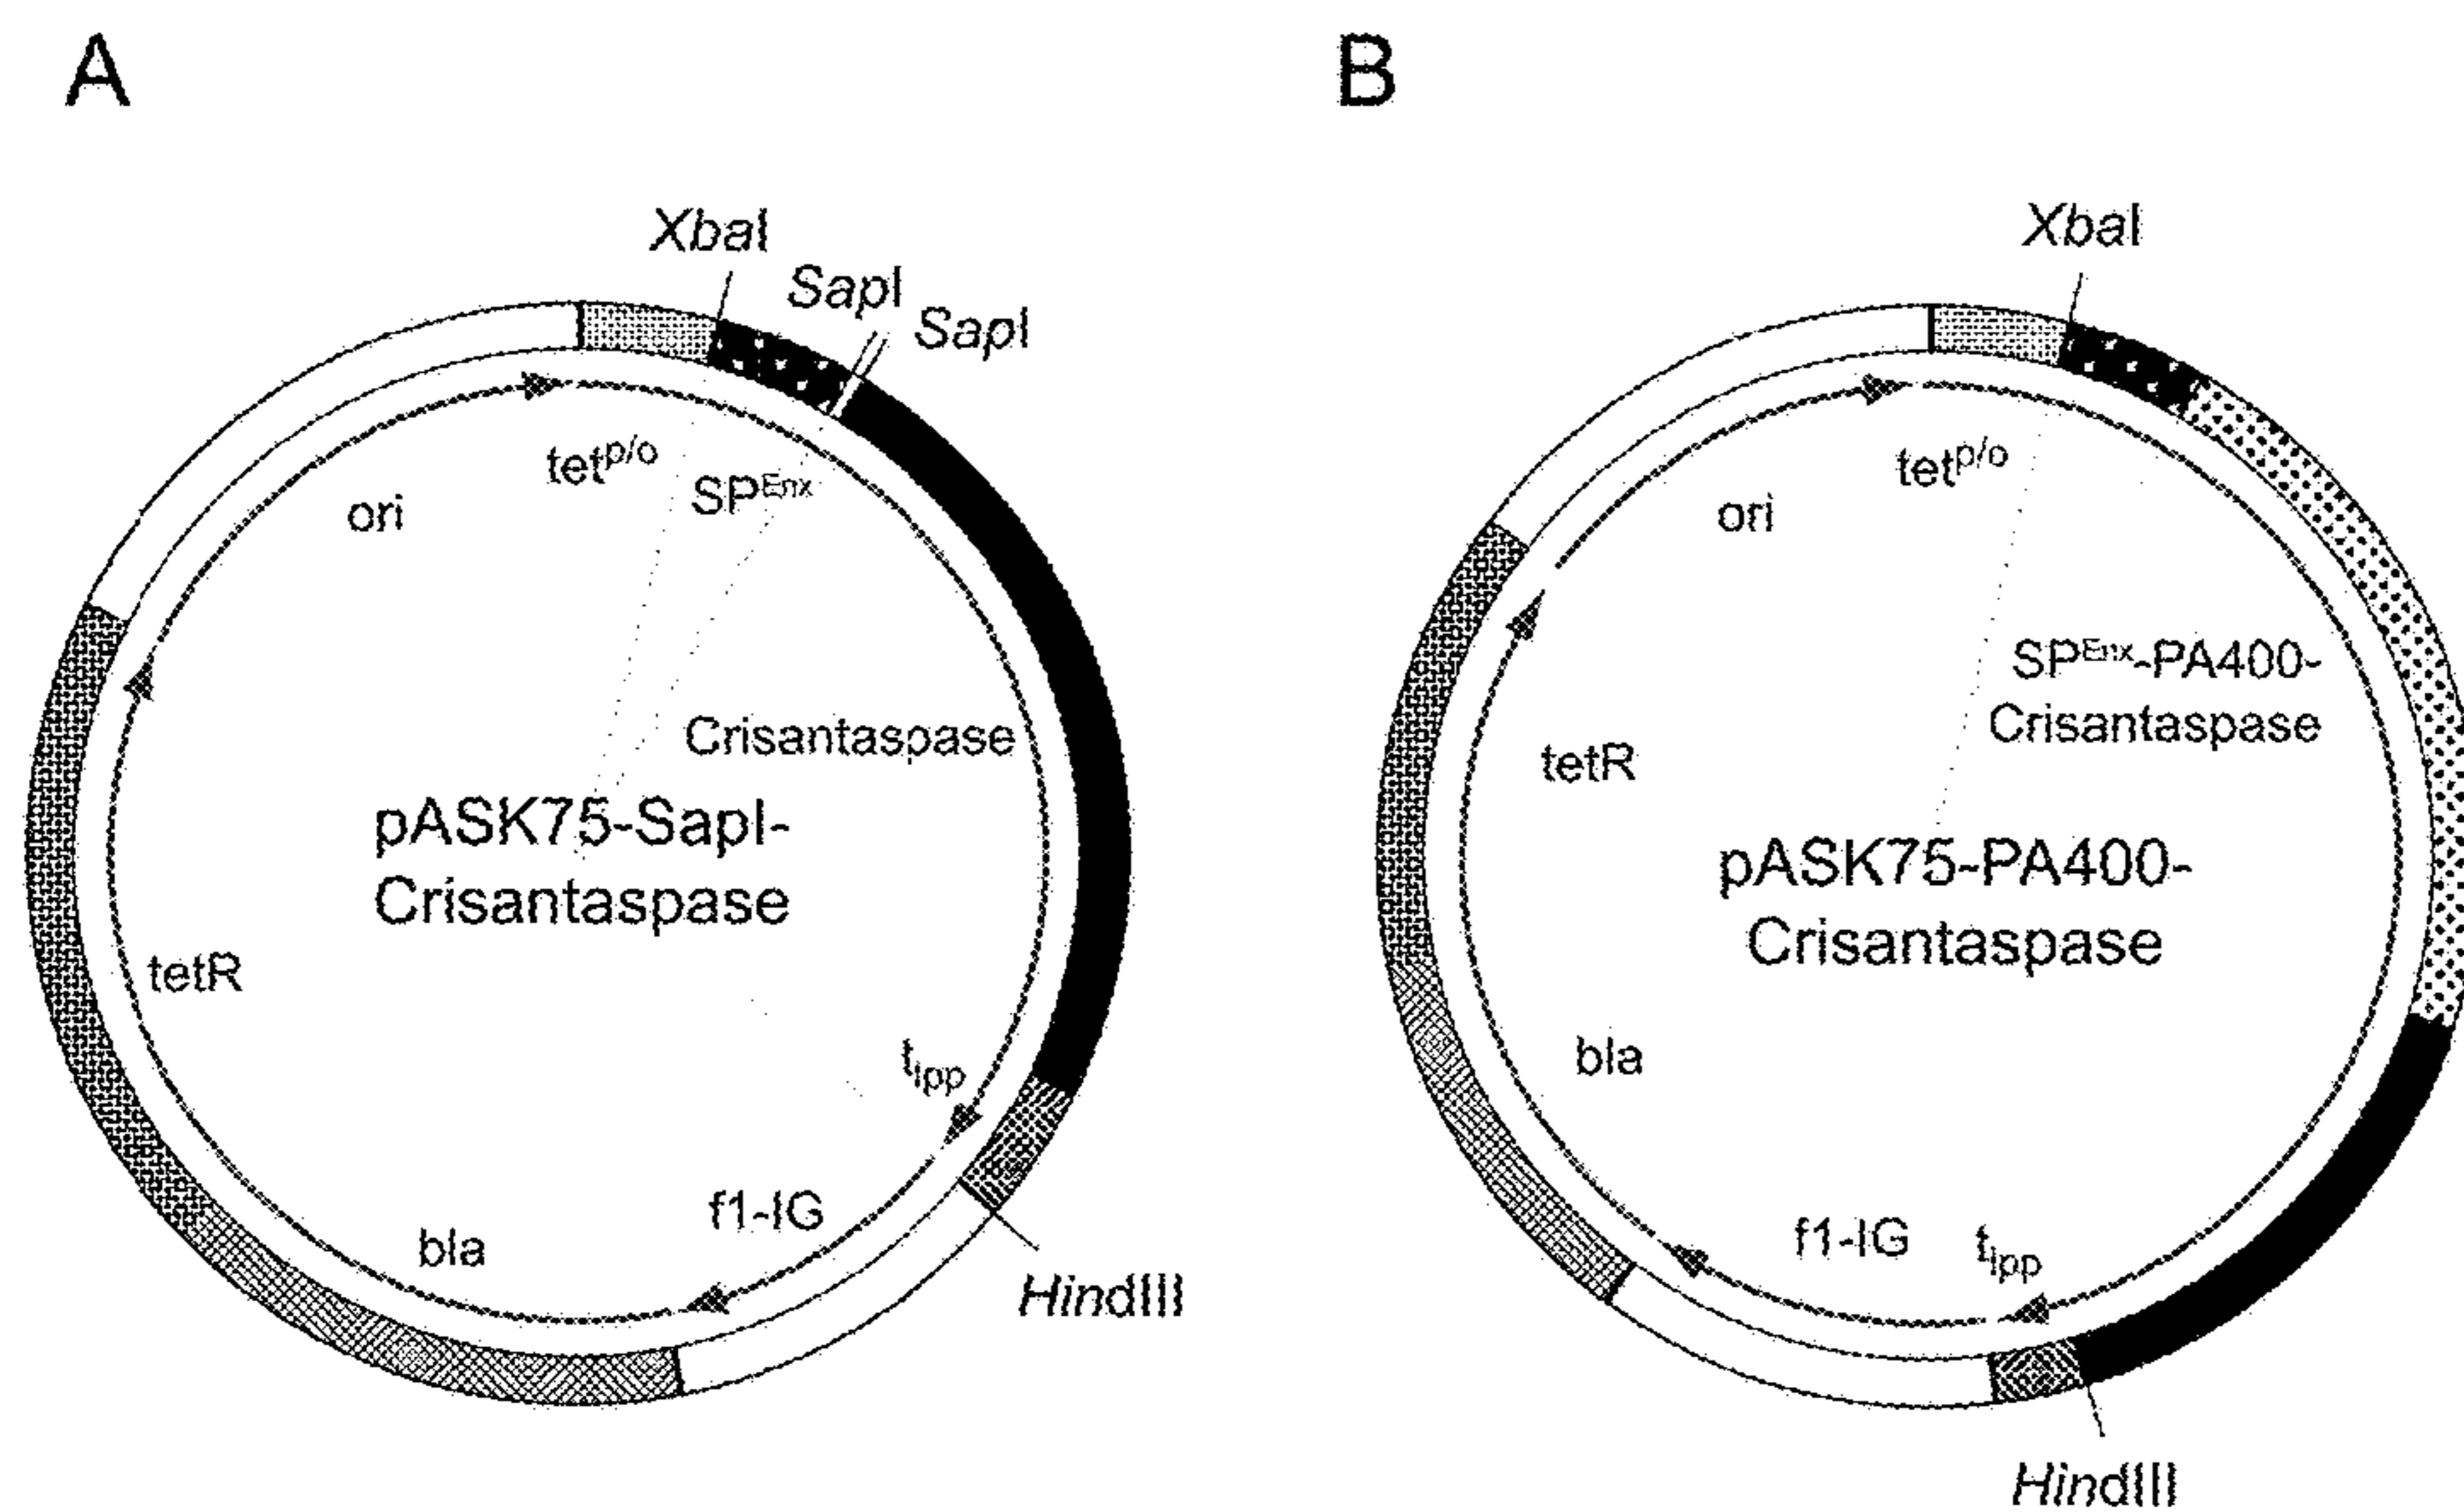 A
XbaI
SapI
SapI
tetp/o
SPEnx
ori
Crisantaspase
pASK75-SapI-
Crisantaspase
tetR
tlpp
f1-IG
bla
HindIII
B
XbaI
tetp/o
ori
SPEnx-PA400-
Crisantaspase
tetR
pASK75-PA400-
Crisantaspase
bla
f1-IG
tlpp
HindIII